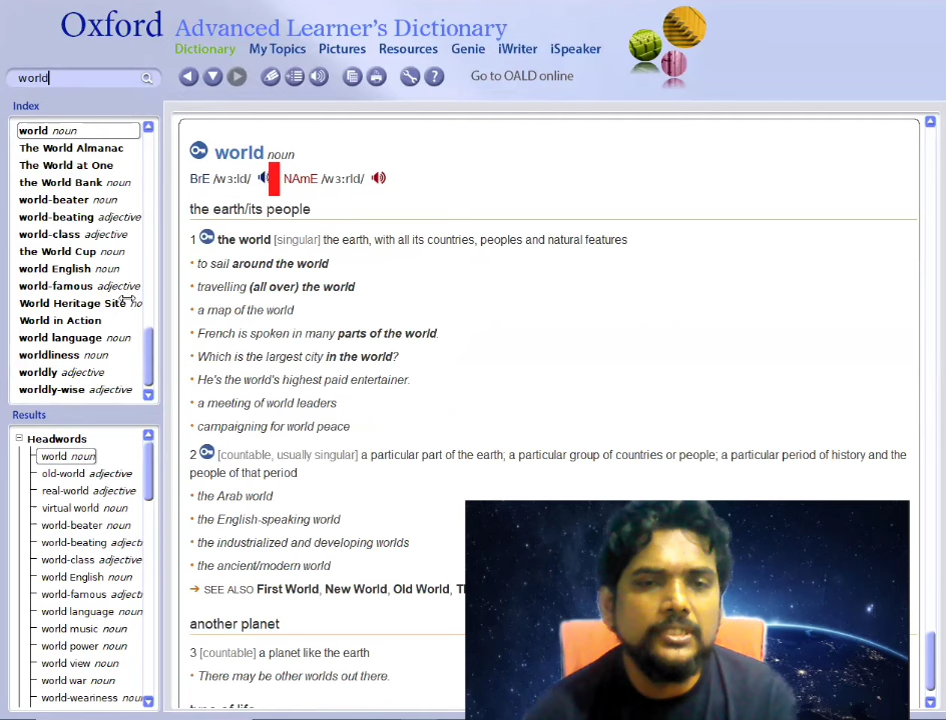 Oxford Advanced Learner's Dictionary
Dictionary My Topics Pictures Resources Genie iWriter iSpeaker
world
Go to OALD online
Index
world noun
The World Almanac
The World at One
the World Bank noun
world-beater noun
world-beating adjective
world-class adjective
the World Cup noun
world English noun
world-famous adjective
World Heritage Site no
World in Action
world language noun
worldliness noun
worldly adjective
worldly-wise adjective
Results
Headwords
world noun
old-world adjective
real-world adjective
virtual world noun
world-beater noun
world-beating adjecti
world-class adjective
world English noun
world-famous adjecti
world language noun
world music noun
world power noun
world view noun
world war noun
world-weariness noun
world noun
BrE /wɜːld/ NAmE /wɜːrld/
the earth/its people
1 the world [singular] the earth, with all its countries, peoples and natural features
• to sail around the world
• travelling (all over) the world
• a map of the world
• French is spoken in many parts of the world.
• Which is the largest city in the world?
• He's the world's highest paid entertainer.
• a meeting of world leaders
• campaigning for world peace
2 [countable, usually singular] a particular part of the earth; a particular group of countries or people; a particular period of history and the
people of that period
• the Arab world
• the English-speaking world
• the industrialized and developing worlds
• the ancient/modern world
➔ SEE ALSO First World, New World, Old World,
another planet
3 [countable] a planet like the earth
• There may be other worlds out there.